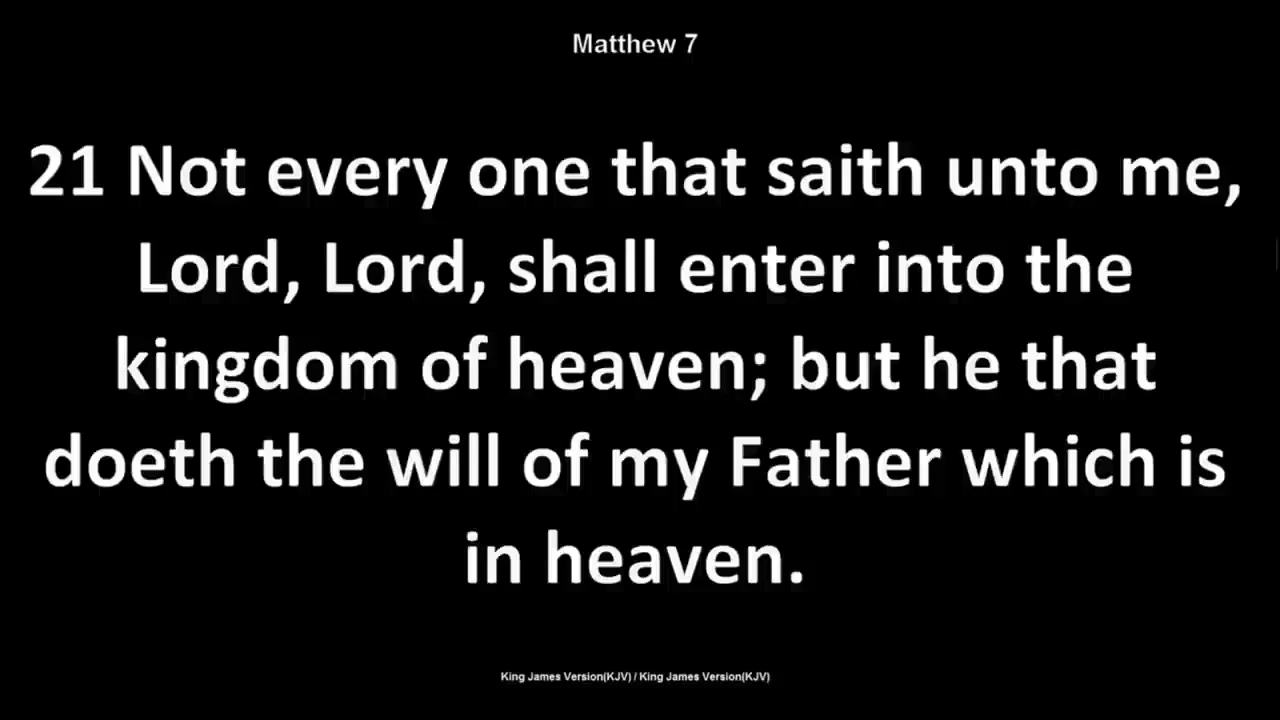 Matthew 7
21 Not every one that saith unto me,
Lord, Lord, shall enter into the
kingdom of heaven; but he that
doeth the will of my Father which is
in heaven.
King James Version(KJV) / King James Version(KJV)